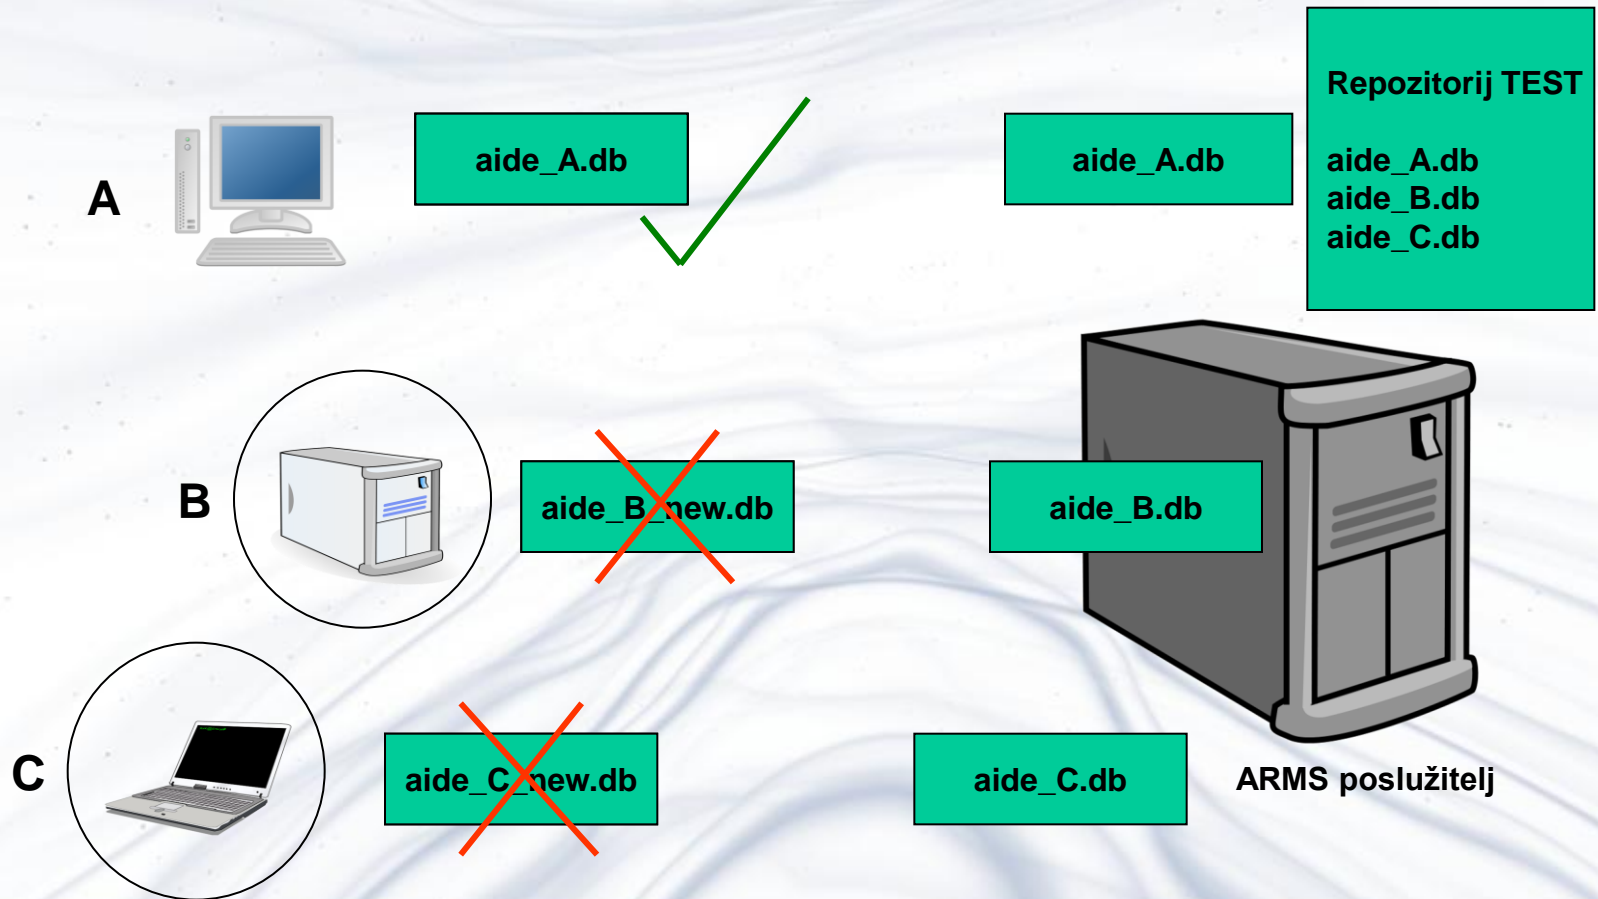 Repozitorij TEST
aide_A.db
aide_B.db
aide_C.db
A
aide_A.db
aide_A.db
B
aide_B_new.db
aide_B.db
C
aide_C_new.db
aide_C.db
ARMS poslužitelj